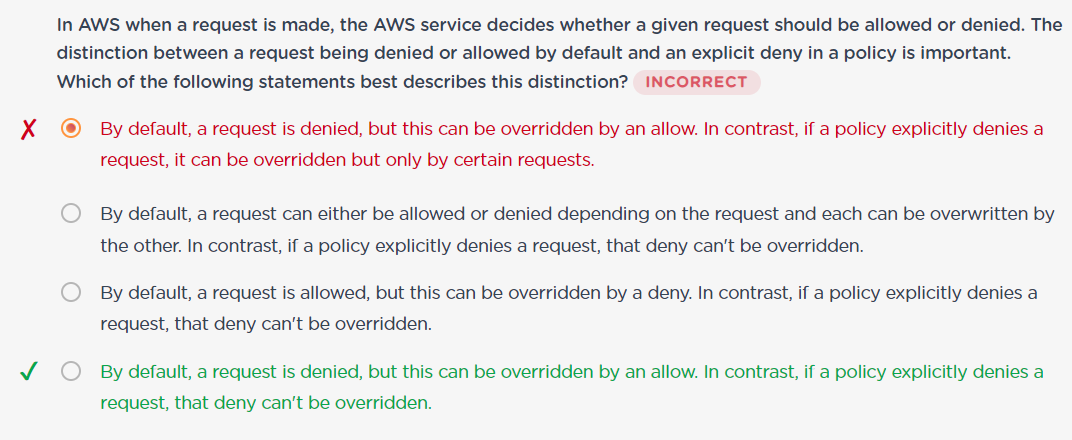 In AWS when a request is made, the AWS service decides whether a given request should be allowed or denied. The
distinction between a request being denied or allowed by default and an explicit deny in a policy is important.
Which of the following statements best describes this distinction? INCORRECT
By default, a request is denied, but this can be overridden by an allow. In contrast, if a policy explicitly denies a
request, it can be overridden but only by certain requests.
By default, a request can either be allowed or denied depending on the request and each can be overwritten by
the other. In contrast, if a policy explicitly denies a request, that deny can't be overridden.
By default, a request is allowed, but this can be overridden by a deny. In contrast, if a policy explicitly denies a
request, that deny can't be overridden.
By default, a request is denied, but this can be overridden by an allow. In contrast, if a policy explicitly denies a
request, that deny can't be overridden.